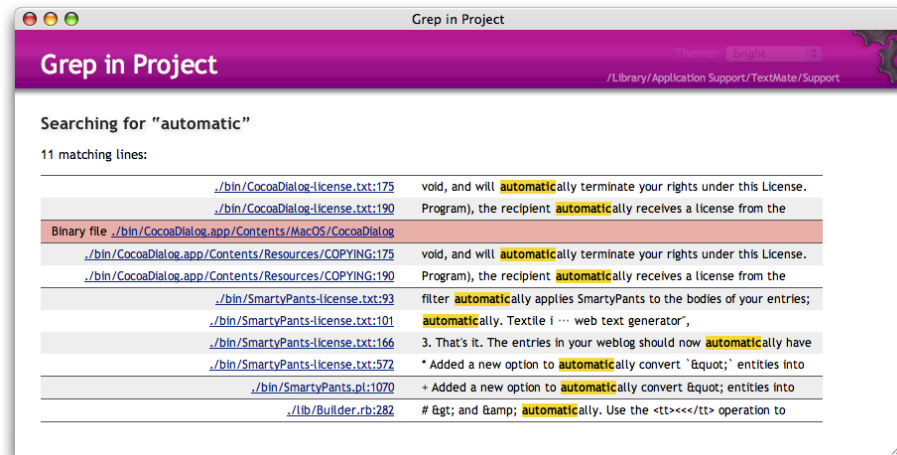 Grep in Project
Grep in Project
Theme: bright
/Library/Application Support/TextMate/Support
Searching for “automatic”
11 matching lines:
./bin/CocoaDialog-license.txt:175 void, and will automatically terminate your rights under this License.
./bin/CocoaDialog-license.txt:190 Program), the recipient automatically receives a license from the
Binary file ./bin/CocoaDialog.app/Contents/MacOS/CocoaDialog
./bin/CocoaDialog.app/Contents/Resources/COPYING:175 void, and will automatically terminate your rights under this License.
./bin/CocoaDialog.app/Contents/Resources/COPYING:190 Program), the recipient automatically receives a license from the
./bin/SmartyPants-license.txt:93 filter automatically applies SmartyPants to the bodies of your entries;
./bin/SmartyPants-license.txt:101 automatically. Textile i ··· web text generator",
./bin/SmartyPants-license.txt:166 3. That's it. The entries in your weblog should now automatically have
./bin/SmartyPants-license.txt:572 * Added a new option to automatically convert `&quot;` entities into
./bin/SmartyPants.pl:1070 + Added a new option to automatically convert &quot; entities into
./lib/Builder.rb:282 # &gt; and &amp; automatically. Use the <tt><<</tt> operation to